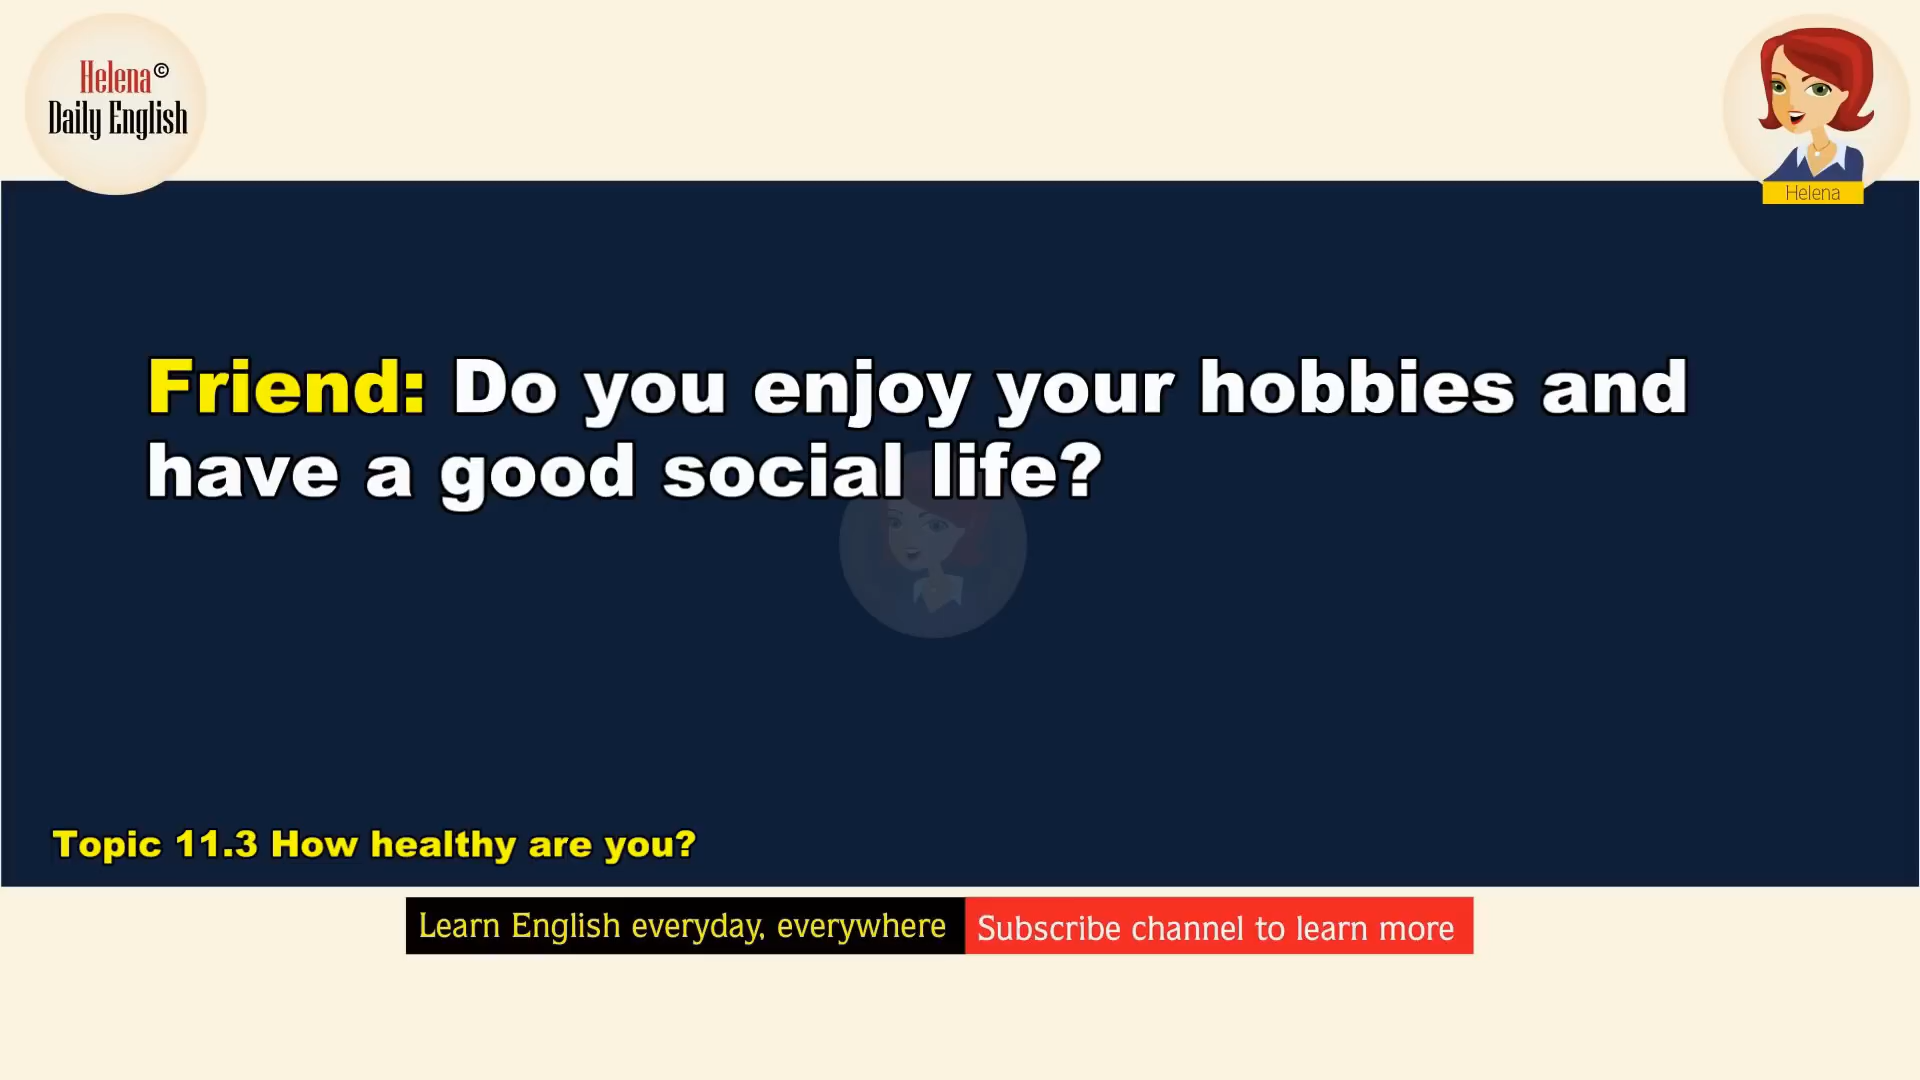 Helena©
Daily English
Helena
Friend: Do you enjoy your hobbies and
have a good social life?
Topic 11.3 How healthy are you?
Learn English everyday, everywhere
Subscribe channel to learn more